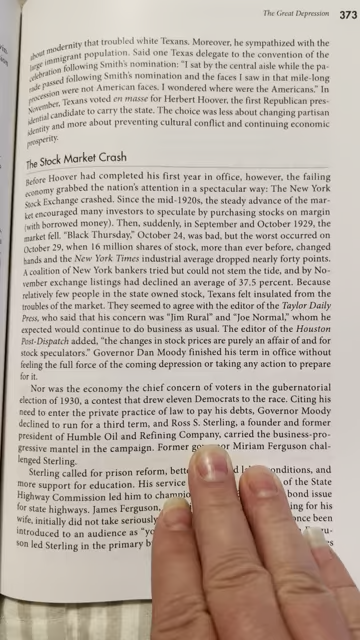 The Great Depression 373
about modernity that troubled white Texans. Moreover, he sympathized with the
large immigrant population. Said one Texas delegate to the convention of the
celebration following Smith's nomination: "I sat by the central aisle while the pa-
rade passed following Smith's nomination and the faces I saw in that mile-long
procession were not American faces. I wondered where were the Americans." In
November, Texans voted en masse for Herbert Hoover, the first Republican pres-
idential candidate to carry the state. The choice was less about changing partisan
identity and more about preventing cultural conflict and continuing economic
prosperity.
The Stock Market Crash
Before Hoover had completed his first year in office, however, the failing
economy grabbed the nation's attention in a spectacular way: The New York
Stock Exchange crashed. Since the mid-1920s, the steady advance of the mar-
ket encouraged many investors to speculate by purchasing stocks on margin
(with borrowed money). Then, suddenly, in September and October 1929, the
market fell. "Black Thursday," October 24, was bad, but the worst occurred on
October 29, when 16 million shares of stock, more than ever before, changed
hands and the New York Times industrial average dropped nearly forty points.
A coalition of New York bankers tried but could not stem the tide, and by No-
vember exchange listings had declined an average of 37.5 percent. Because
relatively few people in the state owned stock, Texans felt insulated from the
troubles of the market. They seemed to agree with the editor of the Taylor Daily
Press, who said that his concern was "Jim Rural" and "Joe Normal," whom he
expected would continue to do business as usual. The editor of the Houston
Post-Dispatch added, "the changes in stock prices are purely an affair of and for
stock speculators." Governor Dan Moody finished his term in office without
feeling the full force of the coming depression or taking any action to prepare
for it.
Nor was the economy the chief concern of voters in the gubernatorial
election of 1930, a contest that drew eleven Democrats to the race. Citing his
need to enter the private practice of law to pay his debts, Governor Moody
declined to run for a third term, and Ross S. Sterling, a founder and former
president of Humble Oil and Refining Company, carried the business-pro-
gressive mantel in the campaign. Former governor Miriam Ferguson chal-
lenged Sterling.
Sterling called for prison reform, conditions, and
more support for education. His service of the State
Highway Commission led him to bond issue
for state highways. James Ferguson, for his
wife, initially did not take seriously once been
introduced to an audience as
son led Sterling in the primary